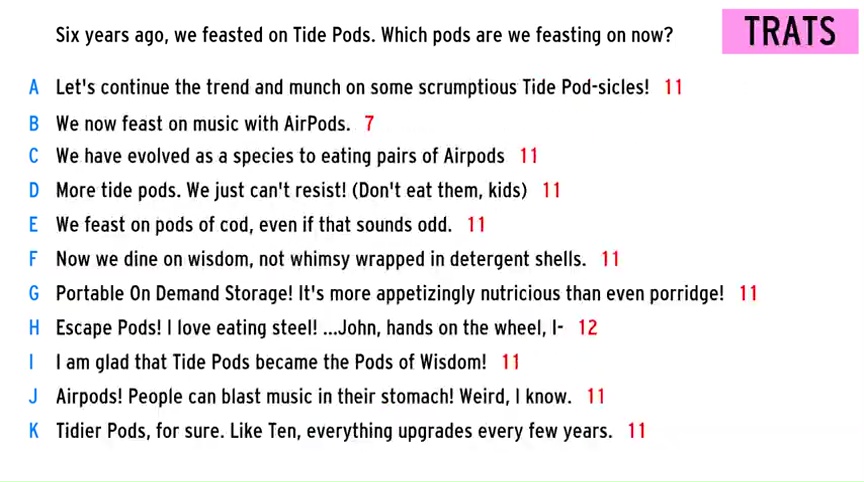 Six years ago, we feasted on Tide Pods. Which pods are we feasting on now?
TRATS
A Let's continue the trend and munch on some scrumptious Tide Pod-sicles! 11
B We now feast on music with AirPods. 7
C We have evolved as a species to eating pairs of Airpods 11
D More tide pods. We just can't resist! (Don't eat them, kids) 11
E We feast on pods of cod, even if that sounds odd. 11
F Now we dine on wisdom, not whimsy wrapped in detergent shells. 11
G Portable On Demand Storage! It's more appetizingly nutricious than even porridge! 11
H Escape Pods! I love eating steel! ...John, hands on the wheel, I- 12
I I am glad that Tide Pods became the Pods of Wisdom! 11
J Airpods! People can blast music in their stomach! Weird, I know. 11
K Tidier Pods, for sure. Like Ten, everything upgrades every few years. 11